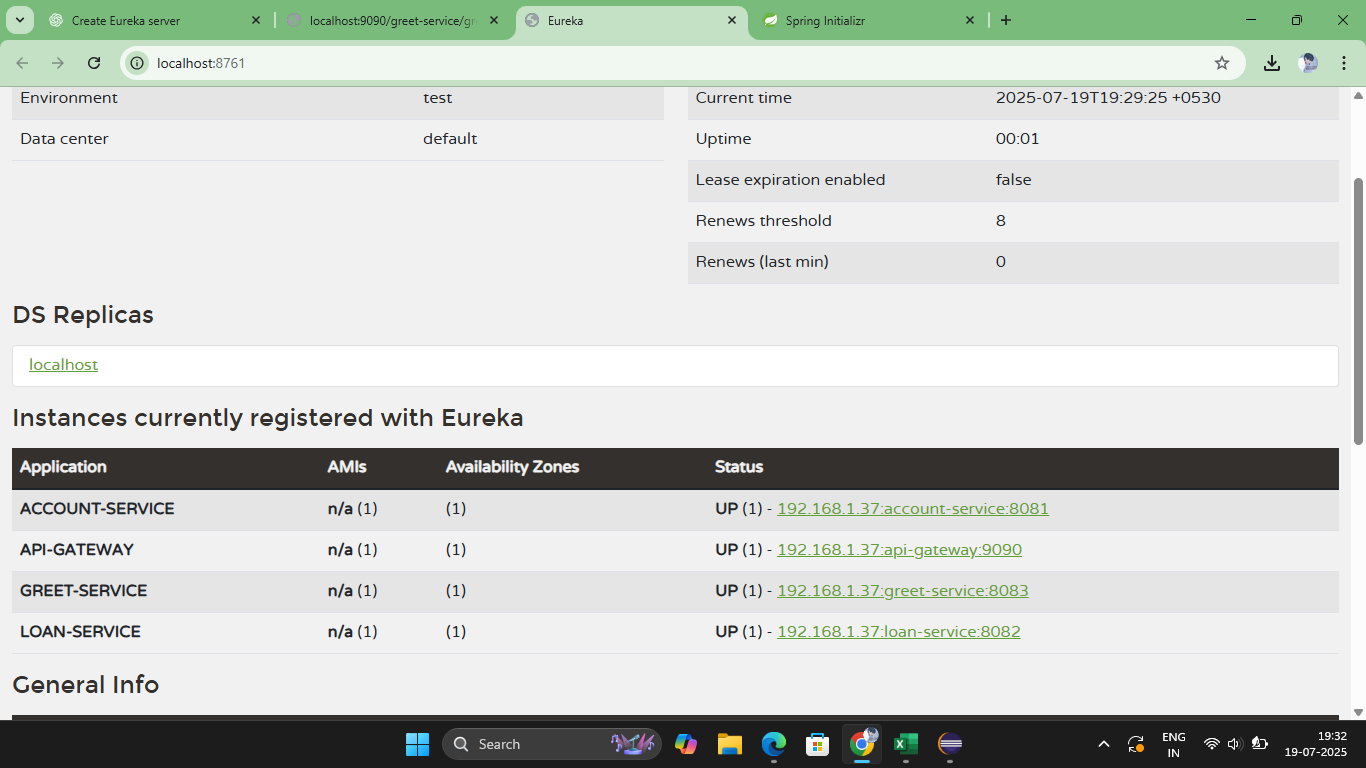 Create Eureka server
localhost:9090/greet-service/gr
Eureka
Spring Initializr
localhost:8761
Environment test
Data center default
Current time 2025-07-19T19:29:25 +0530
Uptime 00:01
Lease expiration enabled false
Renews threshold 8
Renews (last min) 0
DS Replicas
localhost
Instances currently registered with Eureka
Application AMIs Availability Zones Status
ACCOUNT-SERVICE n/a (1) (1) UP (1) - 192.168.1.37:account-service:8081
API-GATEWAY n/a (1) (1) UP (1) - 192.168.1.37:api-gateway:9090
GREET-SERVICE n/a (1) (1) UP (1) - 192.168.1.37:greet-service:8083
LOAN-SERVICE n/a (1) (1) UP (1) - 192.168.1.37:loan-service:8082
General Info
Search
ENG
IN
19:32
19-07-2025